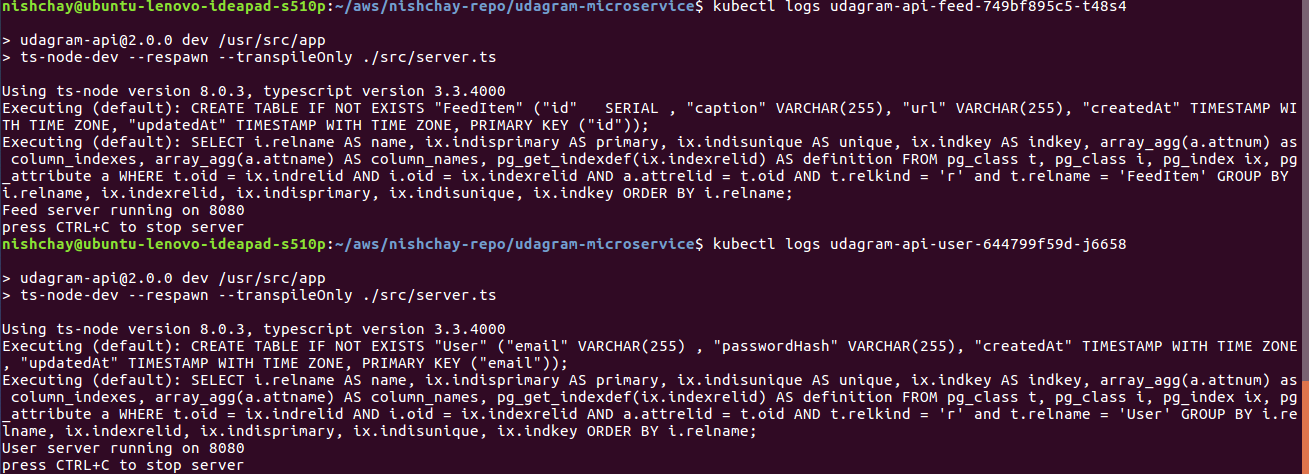 nishchay@ubuntu-lenovo-ideapad-s510p:~/aws/nishchay-repo/udagram-microservice$ kubectl logs udagram-api-feed-749bf895c5-t48s4
> udagram-api@2.0.0 dev /usr/src/app
> ts-node-dev --respawn --transpileOnly ./src/server.ts
Using ts-node version 8.0.3, typescript version 3.3.4000
Executing (default): CREATE TABLE IF NOT EXISTS "FeedItem" ("id"   SERIAL , "caption" VARCHAR(255), "url" VARCHAR(255), "createdAt" TIMESTAMP WI
TH TIME ZONE, "updatedAt" TIMESTAMP WITH TIME ZONE, PRIMARY KEY ("id"));
Executing (default): SELECT i.relname AS name, ix.indisprimary AS primary, ix.indisunique AS unique, ix.indkey AS indkey, array_agg(a.attnum) as
 column_indexes, array_agg(a.attname) AS column_names, pg_get_indexdef(ix.indexrelid) AS definition FROM pg_class t, pg_class i, pg_index ix, pg
_attribute a WHERE t.oid = ix.indrelid AND i.oid = ix.indexrelid AND a.attrelid = t.oid AND t.relkind = 'r' and t.relname = 'FeedItem' GROUP BY
i.relname, ix.indexrelid, ix.indisprimary, ix.indisunique, ix.indkey ORDER BY i.relname;
Feed server running on 8080
press CTRL+C to stop server
nishchay@ubuntu-lenovo-ideapad-s510p:~/aws/nishchay-repo/udagram-microservice$ kubectl logs udagram-api-user-644799f59d-j6658
> udagram-api@2.0.0 dev /usr/src/app
> ts-node-dev --respawn --transpileOnly ./src/server.ts
Using ts-node version 8.0.3, typescript version 3.3.4000
Executing (default): CREATE TABLE IF NOT EXISTS "User" ("email" VARCHAR(255) , "passwordHash" VARCHAR(255), "createdAt" TIMESTAMP WITH TIME ZONE
, "updatedAt" TIMESTAMP WITH TIME ZONE, PRIMARY KEY ("email"));
Executing (default): SELECT i.relname AS name, ix.indisprimary AS primary, ix.indisunique AS unique, ix.indkey AS indkey, array_agg(a.attnum) as
 column_indexes, array_agg(a.attname) AS column_names, pg_get_indexdef(ix.indexrelid) AS definition FROM pg_class t, pg_class i, pg_index ix, pg
_attribute a WHERE t.oid = ix.indrelid AND i.oid = ix.indexrelid AND a.attrelid = t.oid AND t.relkind = 'r' and t.relname = 'User' GROUP BY i.re
lname, ix.indexrelid, ix.indisprimary, ix.indisunique, ix.indkey ORDER BY i.relname;
User server running on 8080
press CTRL+C to stop server